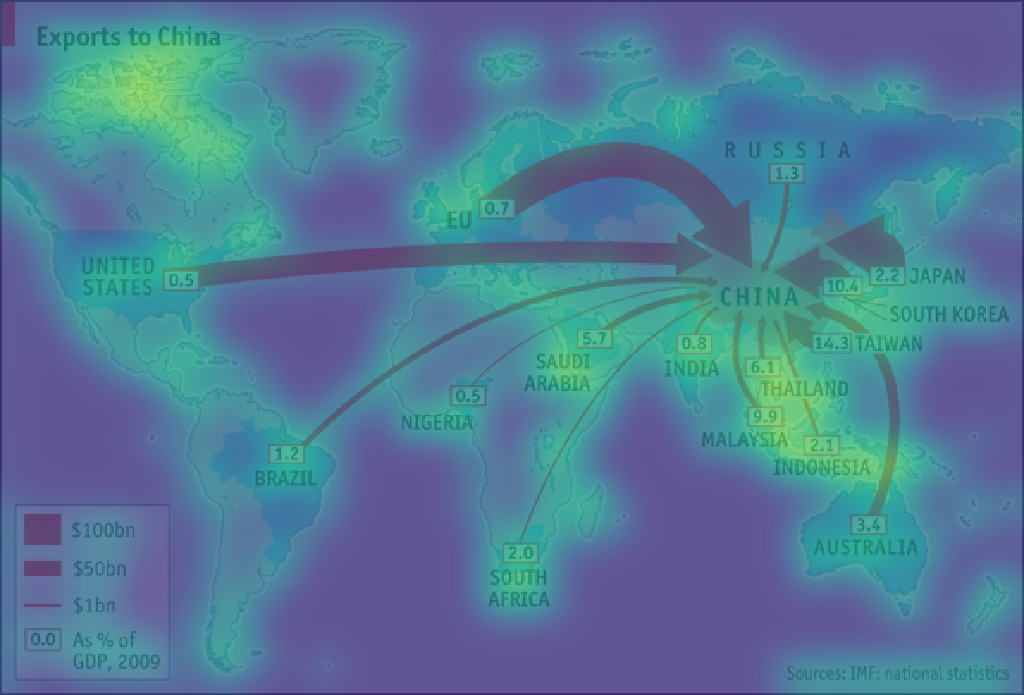 Exports to China
RUSSIA
1.3
EU
0.7
UNITED
STATES
0.5
2.2 JAPAN
10.4
CHINA
SOUTH KOREA
5.7
SAUDI
ARABIA
0.8
INDIA
14.3 TAIWAN
6.1
THAILAND
0.5
NIGERIA
9.9
MALAYSIA
2.1
INDONESIA
1.2
BRAZIL
3.4
AUSTRALIA
2.0
SOUTH
AFRICA
$100bn
$50bn
$1bn
0.0 As % of
GDP, 2009
Sources: IMF; national statistics